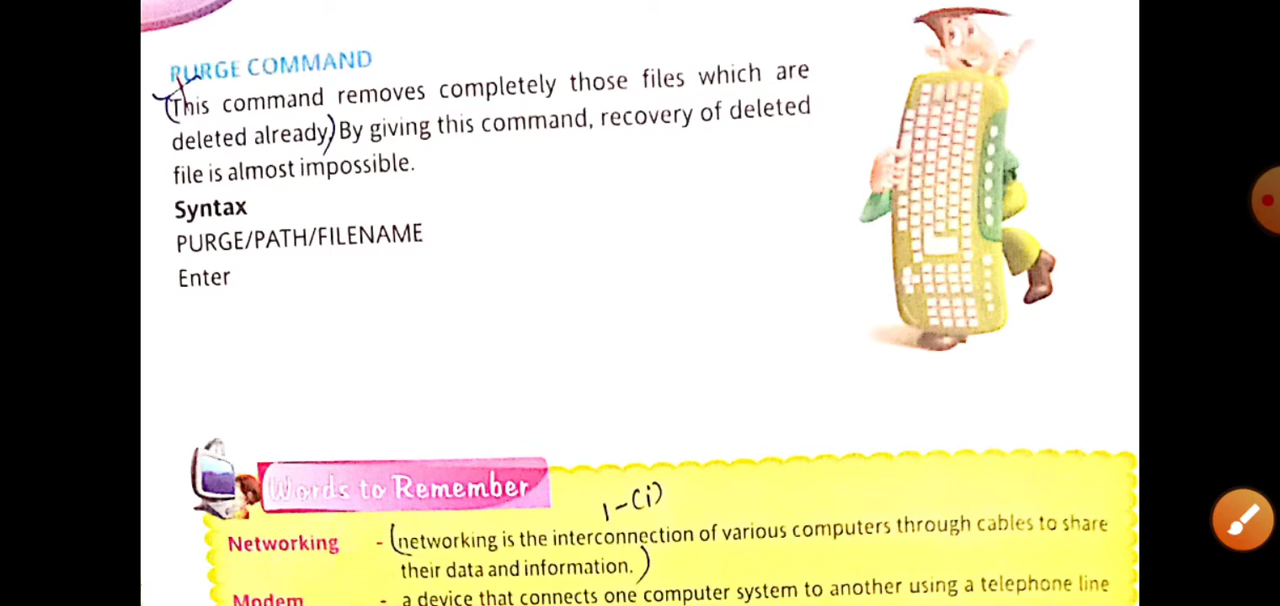 PURGE COMMAND
(This command removes completely those files which are
deleted already) By giving this command, recovery of deleted
file is almost impossible.
Syntax
PURGE/PATH/FILENAME
Enter
Words to Remember
1-(i)
Networking - (networking is the interconnection of various computers through cables to share
their data and information. )
Modem - a device that connects one computer system to another using a telephone line